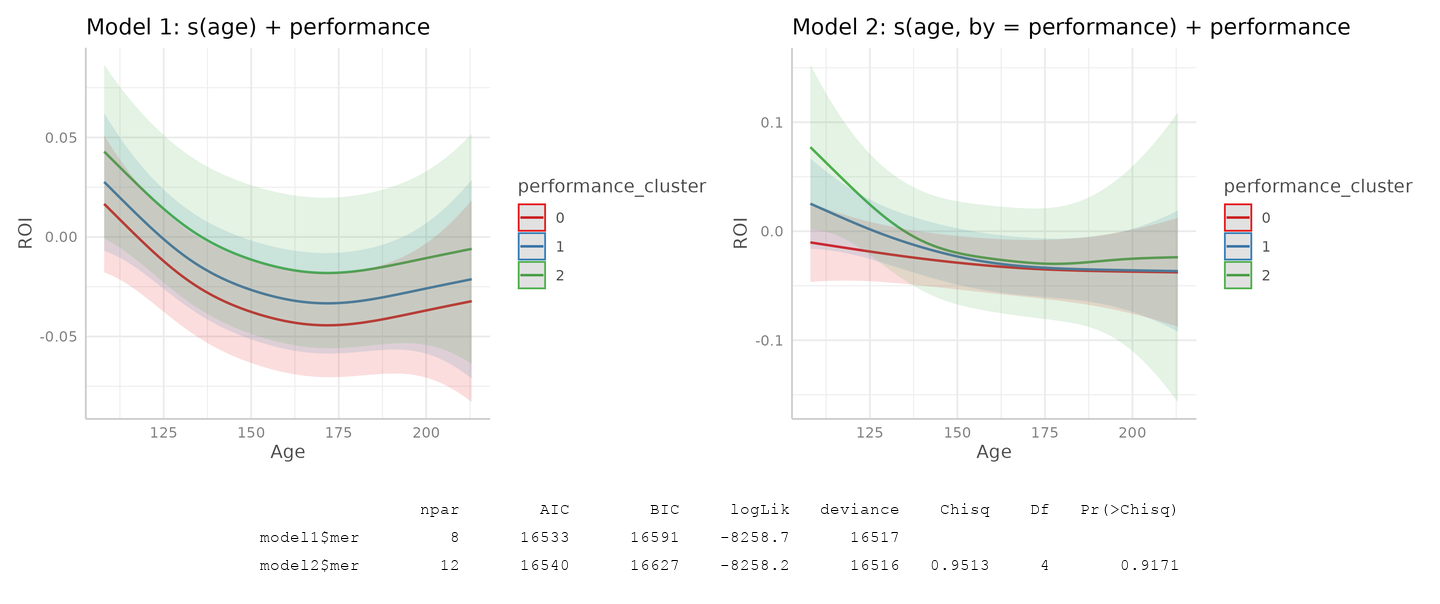 Model 1: s(age) + performance
0.05
0.00
-0.05
ROI
125 150 175 200
Age
performance_cluster
0
1
2
Model 2: s(age, by = performance) + performance
0.1
0.0
-0.1
ROI
125 150 175 200
Age
performance_cluster
0
1
2
npar AIC BIC logLik deviance Chisq Df Pr(>Chisq)
model1$mer 8 16533 16591 -8258.7 16517
model2$mer 12 16540 16627 -8258.2 16516 0.9513 4 0.9171